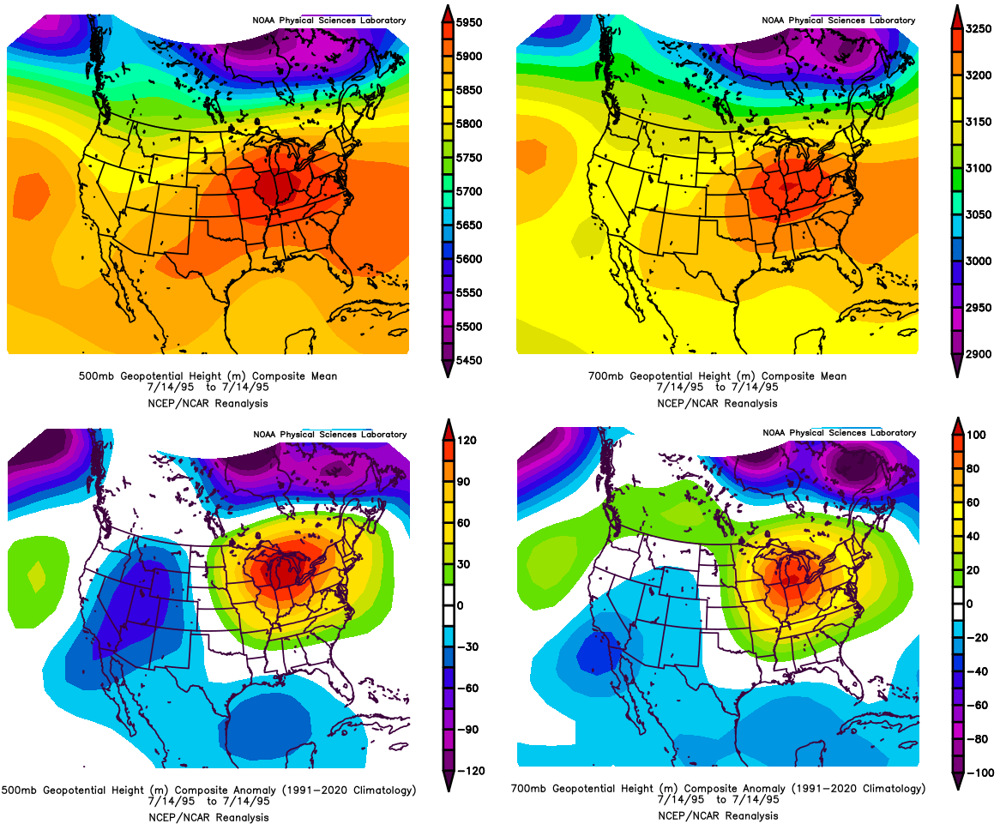 NOAA Physical Sciences Laboratory
5950
5900
5850
5800
5750
5700
5650
5600
5550
5500
5450
500mb Geopotential Height (m) Composite Mean
7/14/95 to 7/14/95
NCEP/NCAR Reanalysis
NOAA Physical Sciences Laboratory
3250
3200
3150
3100
3050
3000
2950
2900
700mb Geopotential Height (m) Composite Mean
7/14/95 to 7/14/95
NCEP/NCAR Reanalysis
NOAA Physical Sciences Laboratory
120
90
60
30
0
−30
−60
−90
−120
500mb Geopotential Height (m) Composite Anomaly (1991−2020 Climatology)
7/14/95 to 7/14/95
NCEP/NCAR Reanalysis
NOAA Physical Sciences Laboratory
100
80
60
40
20
0
−20
−40
−60
−80
−100
700mb Geopotential Height (m) Composite Anomaly (1991−2020 Climatology)
7/14/95 to 7/14/95
NCEP/NCAR Reanalysis